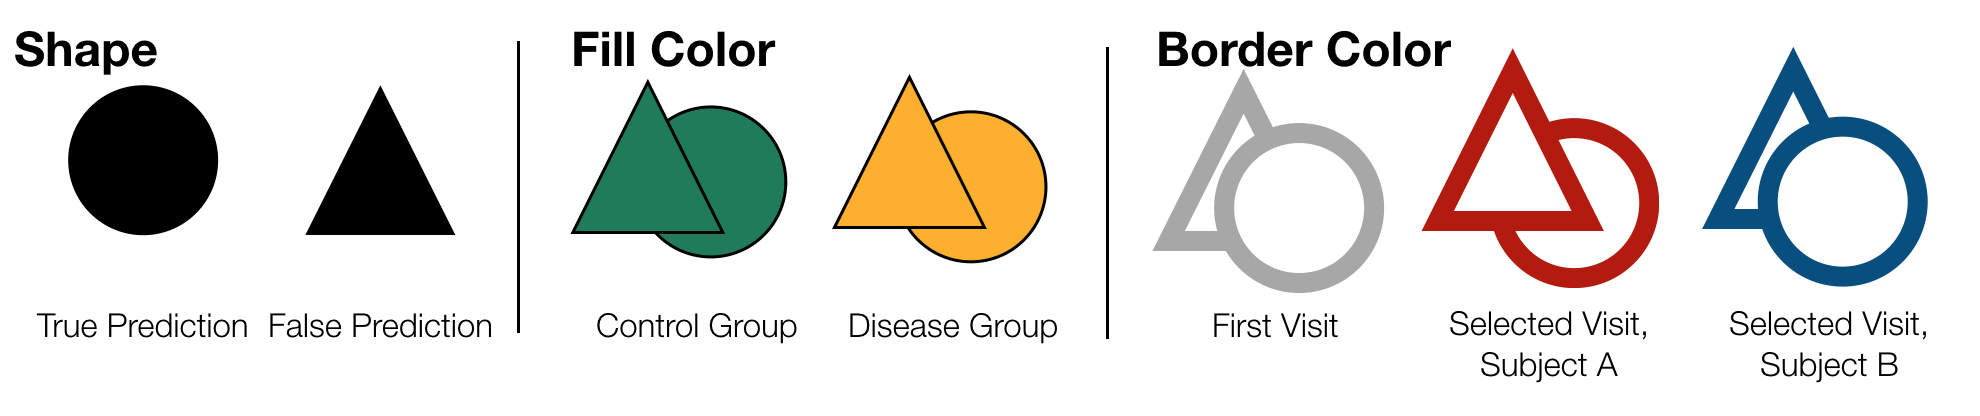 Shape
True Prediction
False Prediction
Fill Color
Control Group
Disease Group
Border Color
First Visit
Selected Visit,
Subject A
Selected Visit,
Subject B